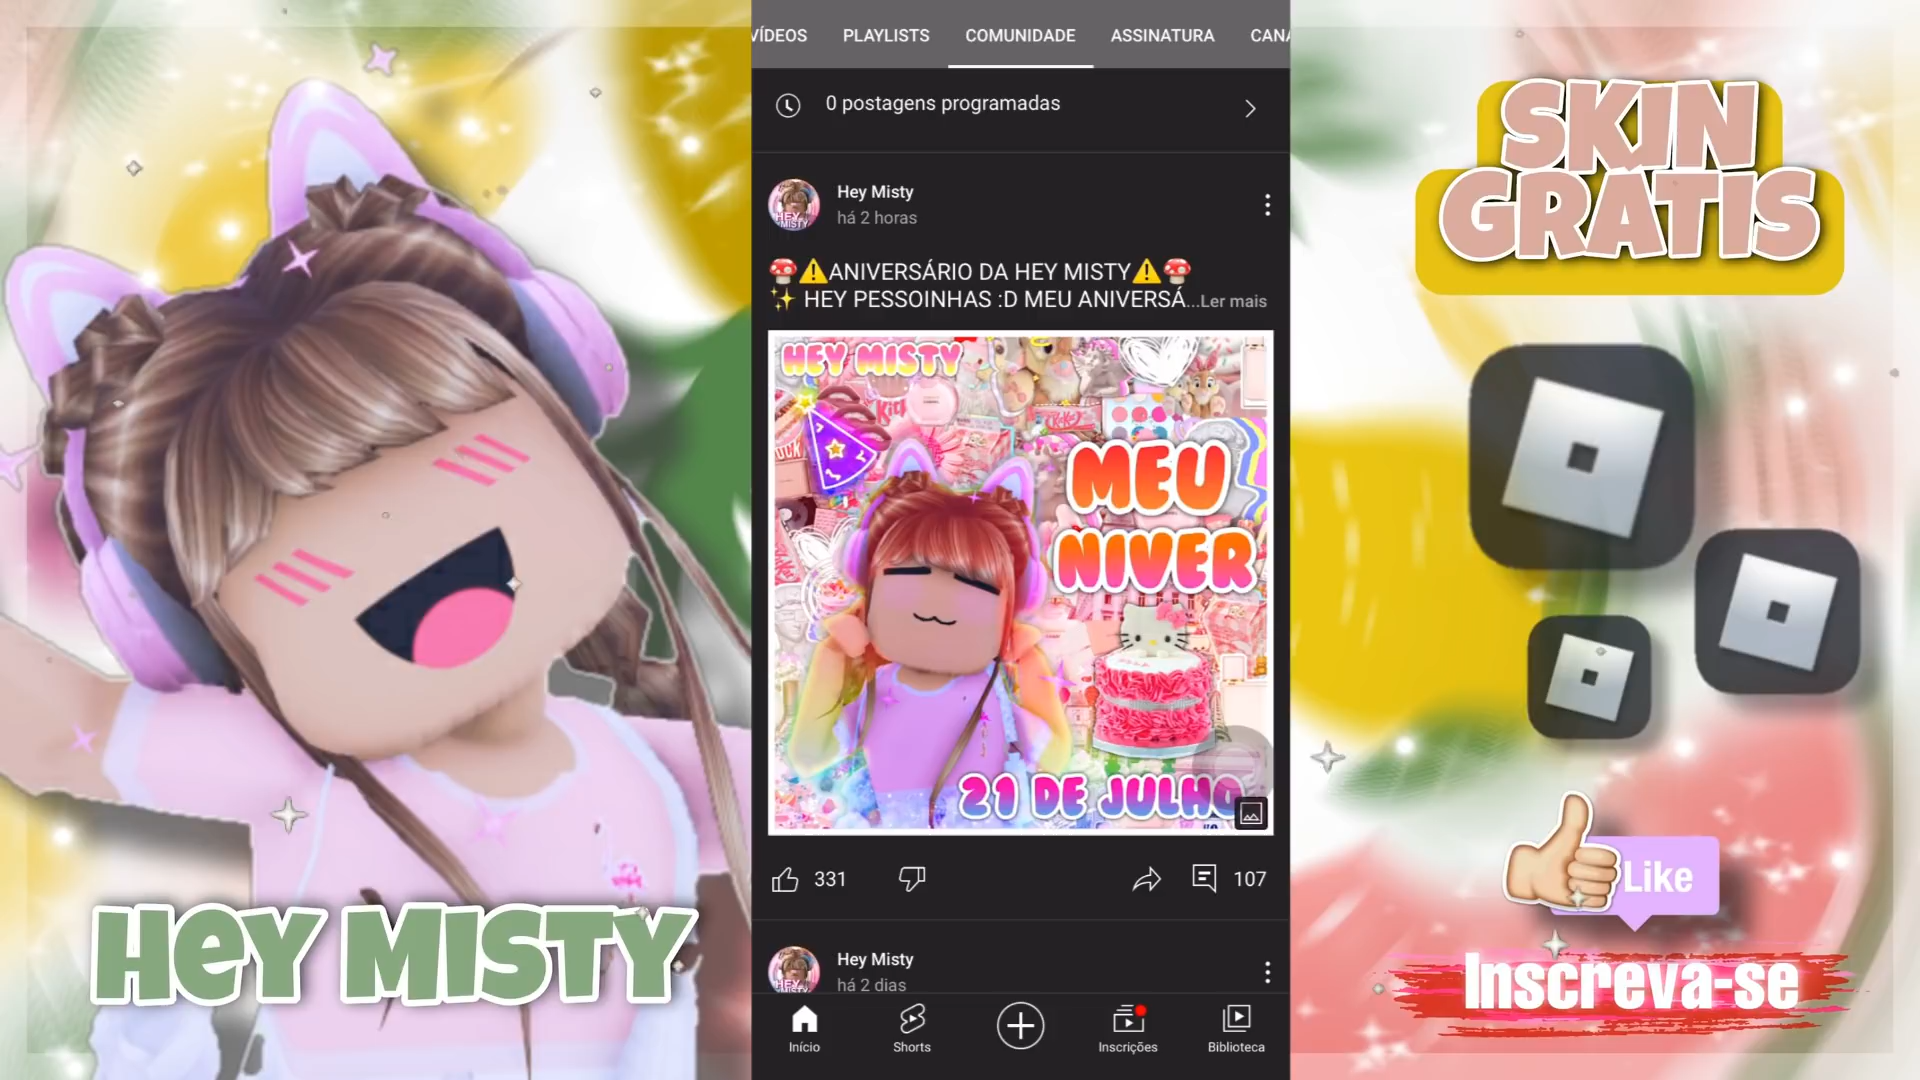 VÍDEOS PLAYLISTS COMUNIDADE ASSINATURA CANA
0 postagens programadas
Hey Misty
há 2 horas
🍄⚠️ANIVERSÁRIO DA HEY MISTY⚠️🍄
✨ HEY PESSOINHAS :D MEU ANIVERSÁ...Ler mais
HEY MISTY
MEU
NIVER
21 DE JULHO
331 107
Hey Misty
há 2 dias
Início Shorts Inscrições Biblioteca
HEY MISTY
SKIN
GRÁTIS
Like
Inscreva-se